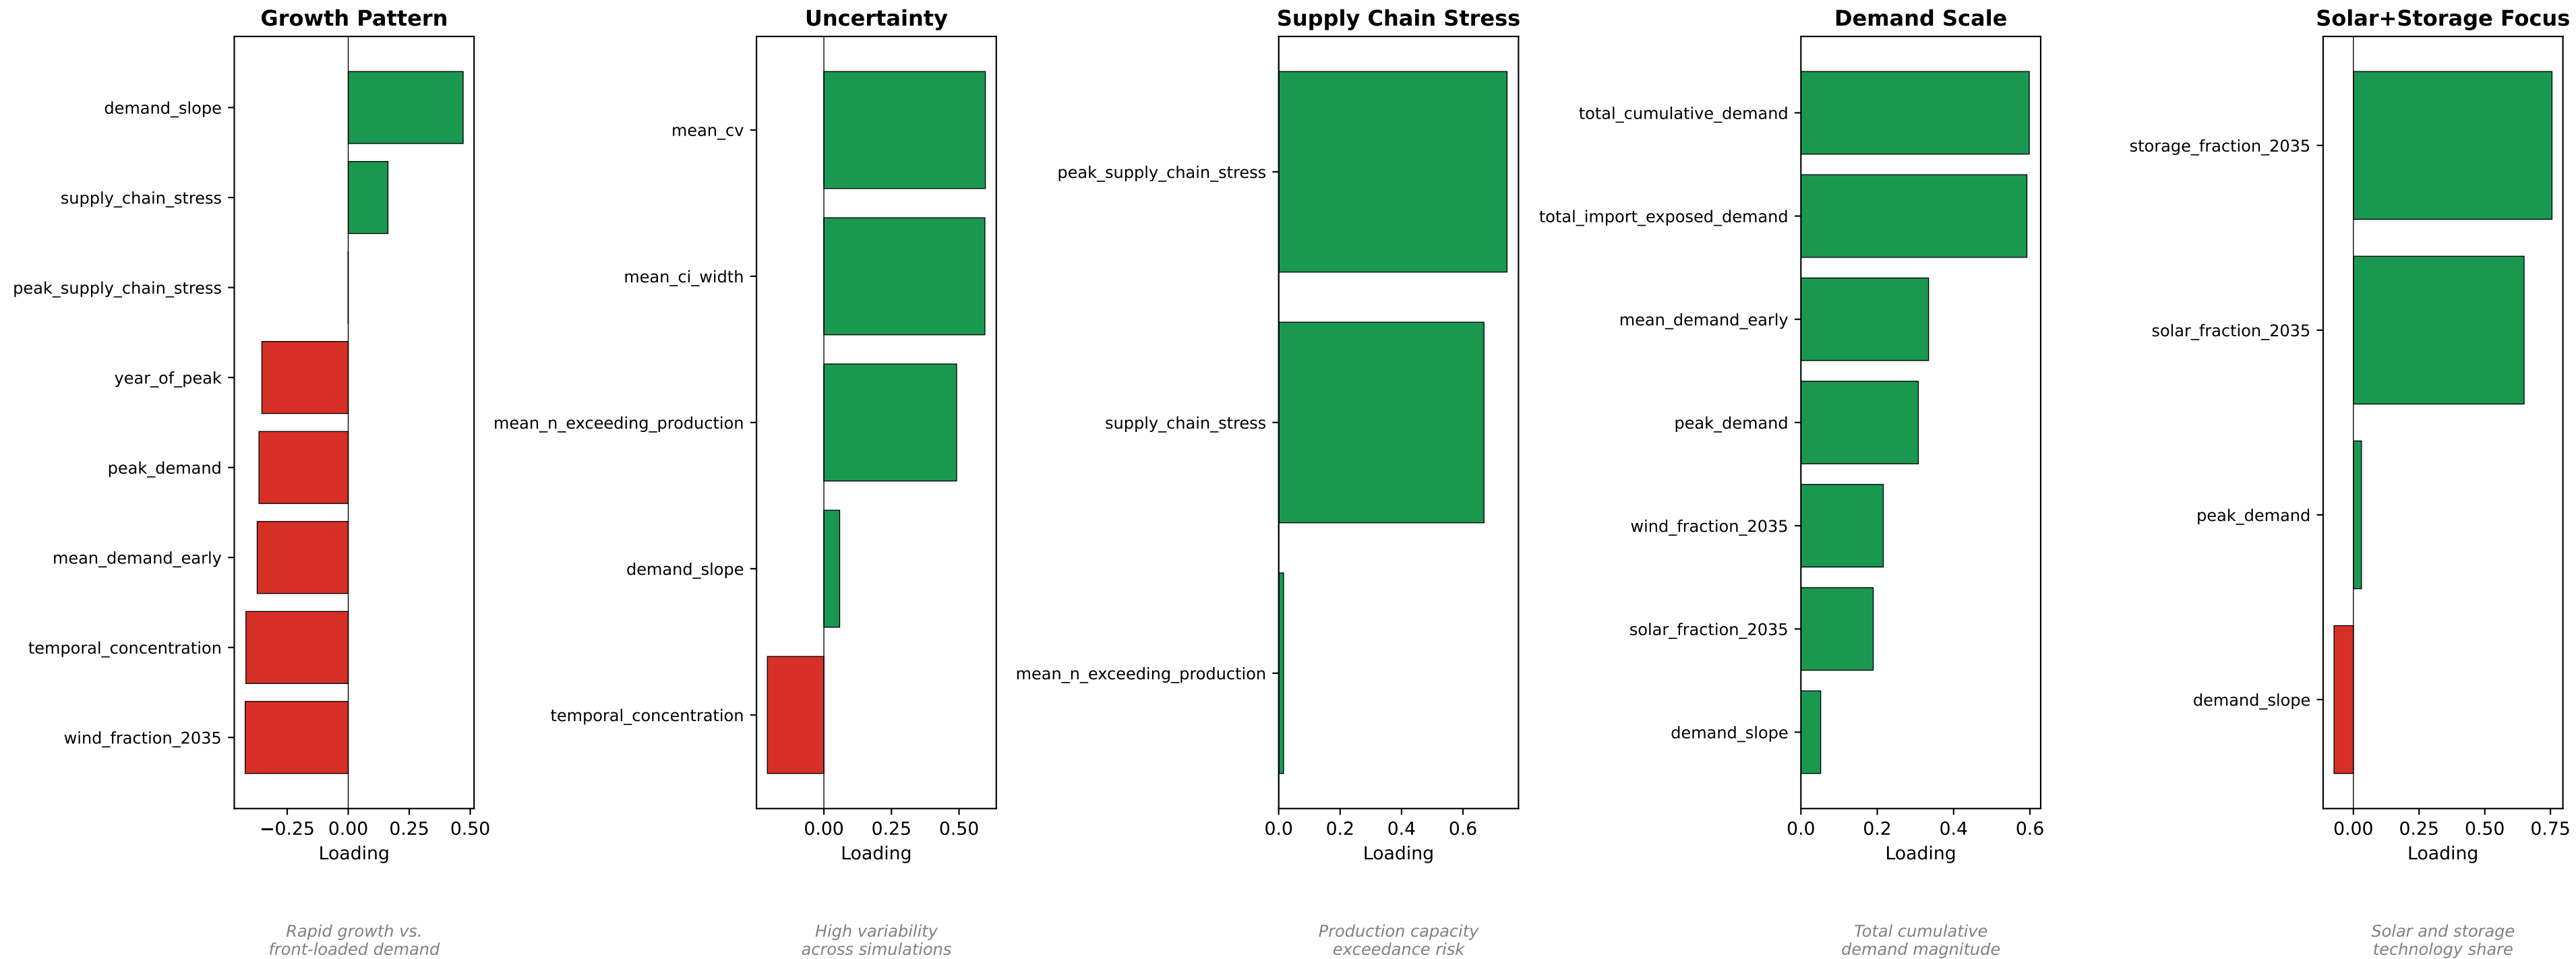 Growth Pattern
demand_slope
supply_chain_stress
peak_supply_chain_stress
year_of_peak
peak_demand
mean_demand_early
temporal_concentration
wind_fraction_2035
−0.25 0.00 0.25 0.50
Loading
Rapid growth vs.
front-loaded demand
Uncertainty
mean_cv
mean_ci_width
mean_n_exceeding_production
demand_slope
temporal_concentration
0.00 0.25 0.50
Loading
High variability
across simulations
Supply Chain Stress
peak_supply_chain_stress
supply_chain_stress
mean_n_exceeding_production
0.0 0.2 0.4 0.6
Loading
Production capacity
exceedance risk
Demand Scale
total_cumulative_demand
total_import_exposed_demand
mean_demand_early
peak_demand
wind_fraction_2035
solar_fraction_2035
demand_slope
0.0 0.2 0.4 0.6
Loading
Total cumulative
demand magnitude
Solar+Storage Focus
storage_fraction_2035
solar_fraction_2035
peak_demand
demand_slope
0.00 0.25 0.50 0.75
Loading
Solar and storage
technology share